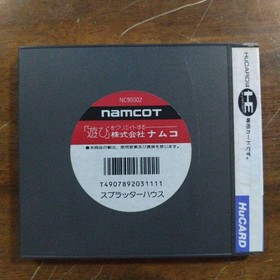 NC90002
namcot
「遊び」をクリエイトする
株式会社ナムコ
T4907892031111
スプラッターハウス
HuCARD
HE
HuCARD